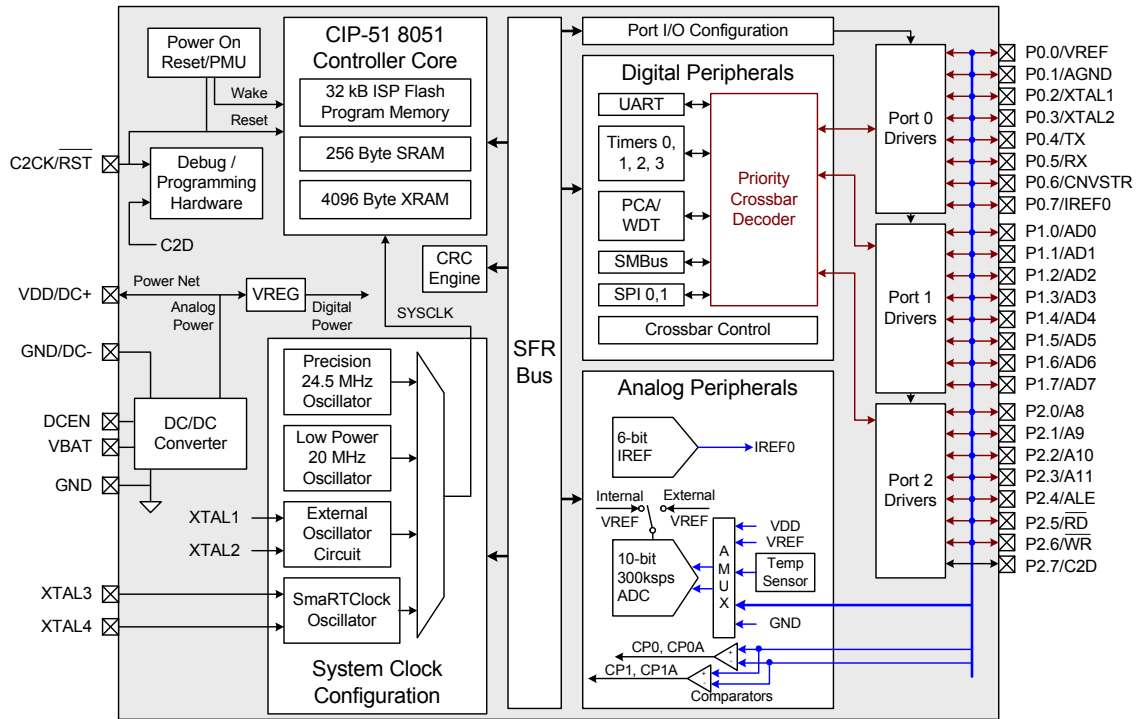 Power On
Reset/PMU
Wake
Reset
C2CK/RST
Debug /
Programming
Hardware
C2D
CIP-51 8051
Controller Core
32 kB ISP Flash
Program Memory
256 Byte SRAM
4096 Byte XRAM
CRC
Engine
VDD/DC+
Power Net
VREG
Analog
Power
Digital
Power
SYSCLK
GND/DC-
DCEN
VBAT
GND
DC/DC
Converter
XTAL1
XTAL2
XTAL3
XTAL4
Precision
24.5 MHz
Oscillator
Low Power
20 MHz
Oscillator
External
Oscillator
Circuit
SmaRTClock
Oscillator
System Clock
Configuration
SFR
Bus
Port I/O Configuration
Digital Peripherals
UART
Timers 0,
1, 2, 3
PCA/
WDT
SMBus
SPI 0,1
Priority
Crossbar
Decoder
Crossbar Control
Analog Peripherals
6-bit
IREF
IREF0
Internal
VREF
External
VREF
10-bit
300ksps
ADC
A
M
U
X
VDD
VREF
Temp
Sensor
GND
CP0, CP0A
+
-
CP1, CP1A
+
-
Comparators
Port 0
Drivers
Port 1
Drivers
Port 2
Drivers
P0.0/VREF
P0.1/AGND
P0.2/XTAL1
P0.3/XTAL2
P0.4/TX
P0.5/RX
P0.6/CNVSTR
P0.7/IREF0
P1.0/AD0
P1.1/AD1
P1.2/AD2
P1.3/AD3
P1.4/AD4
P1.5/AD5
P1.6/AD6
P1.7/AD7
P2.0/A8
P2.1/A9
P2.2/A10
P2.3/A11
P2.4/ALE
P2.5/RD
P2.6/WR
P2.7/C2D